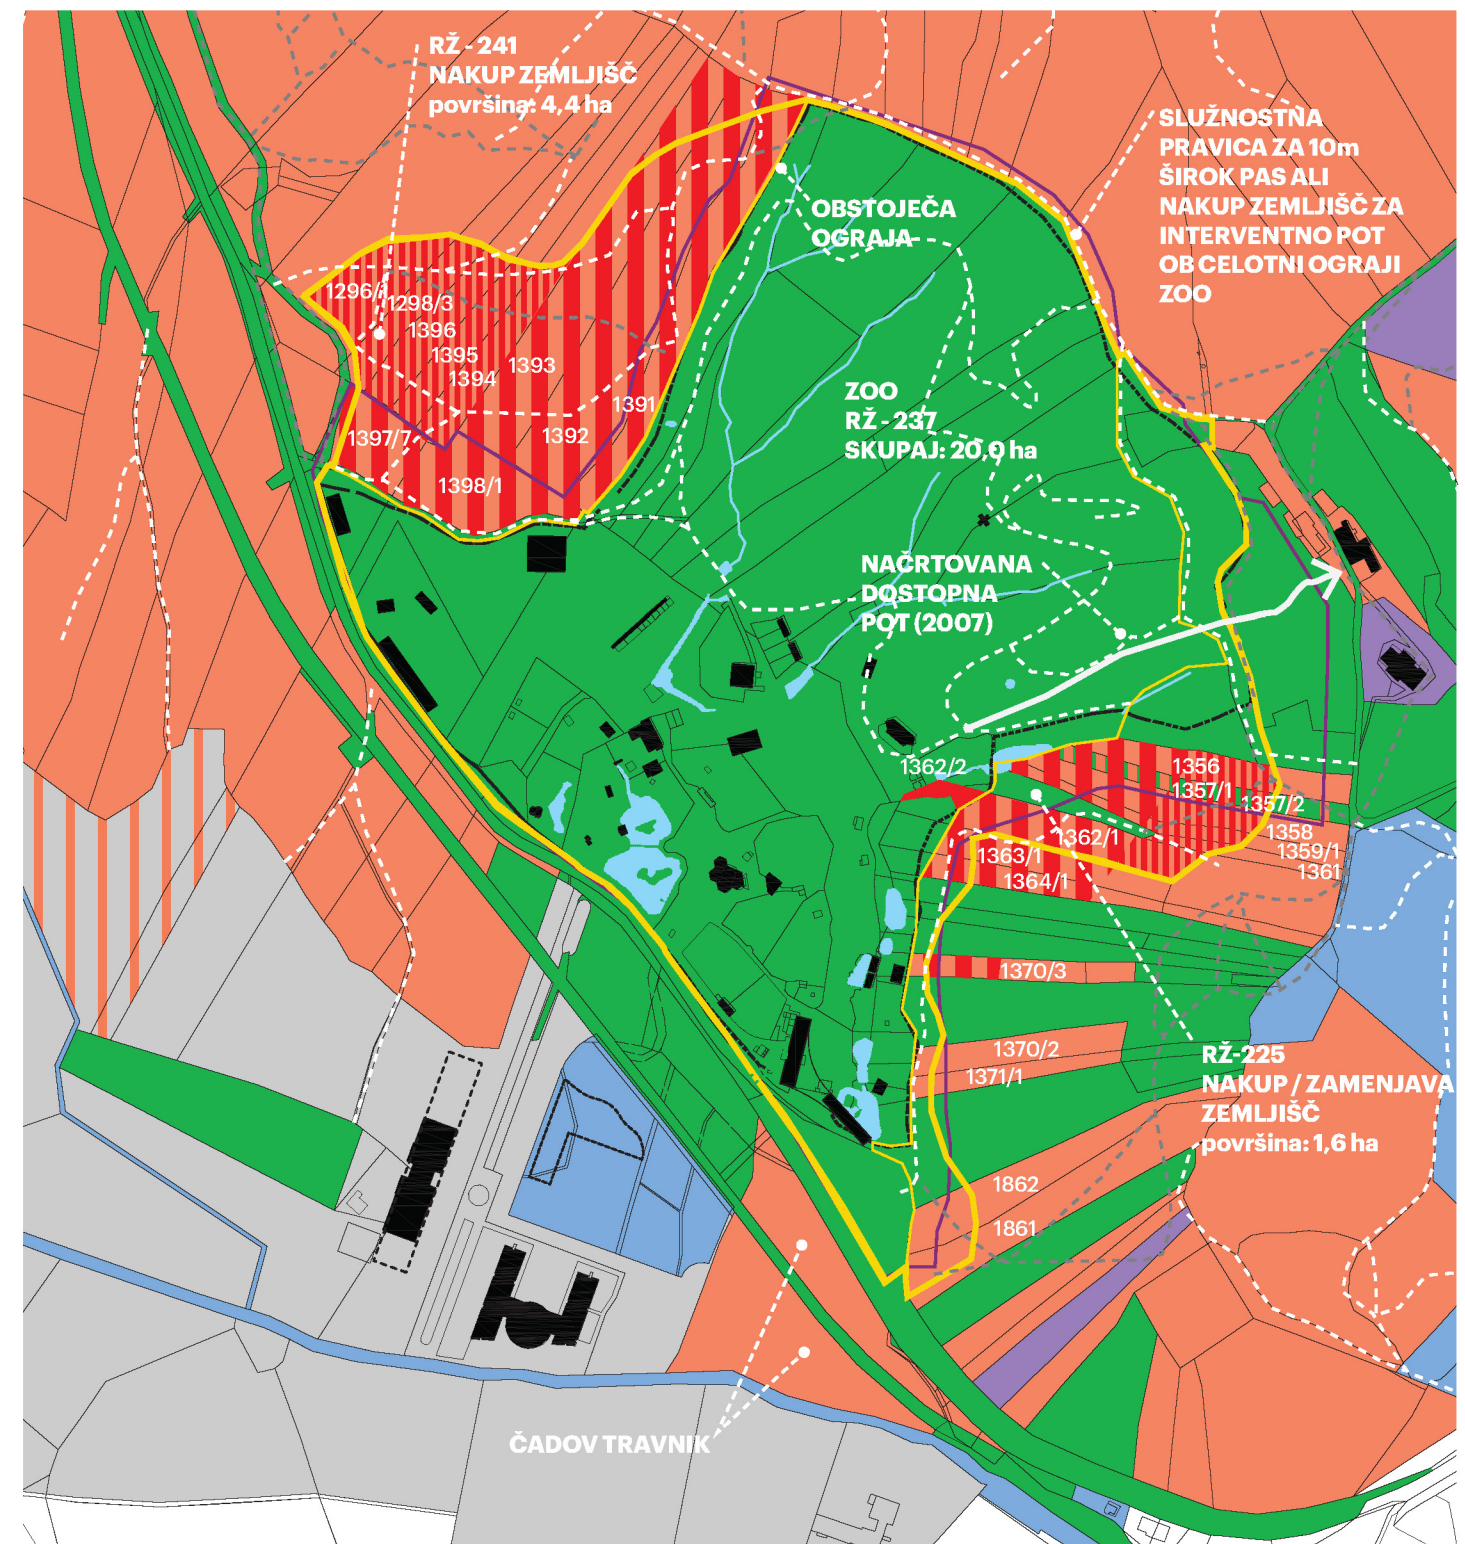 RŽ - 241
NAKUP ZEMLJIŠČ
površina: 4,4 ha
SLUŽNOSTNA
PRAVICA ZA 10m
ŠIROK PAS ALI
NAKUP ZEMLJIŠČ ZA
INTERVENTNO POT
OB CELOTNI OGRAJI
ZOO
OBSTOJEČA
OGRAJA
1298/3
1396
1395
1394
1393
1391
1392
1397/7
1398/1
ZOO
RŽ - 237
SKUPAJ: 20,0 ha
NAČRTOVANA
DOSTOPNA
POT (2007)
1362/2
1356
1357/1
1357/2
1358
1359/1
1361
1362/1
1363/1
1364/1
1370/3
1370/2
1371/1
RŽ-225
NAKUP / ZAMENJAVA
ZEMLJIŠČ
površina: 1,6 ha
1862
1861
ČADOV TRAVNIK